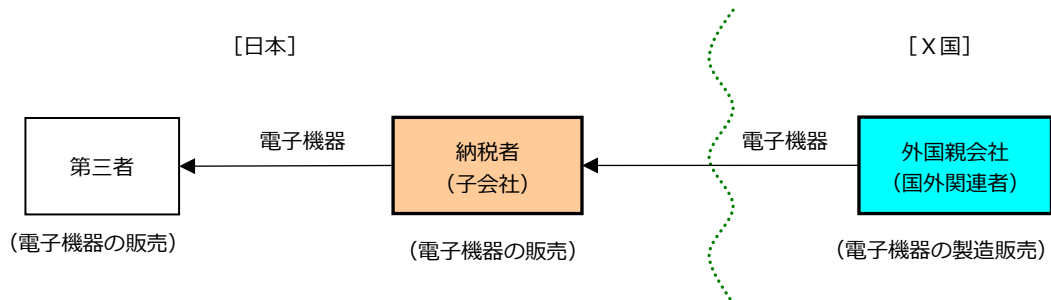 ［日本］
［Ｘ国］
電子機器
電子機器
第三者
納税者
（子会社）
外国親会社
（国外関連者）
（電子機器の販売）
（電子機器の販売）
（電子機器の製造販売）